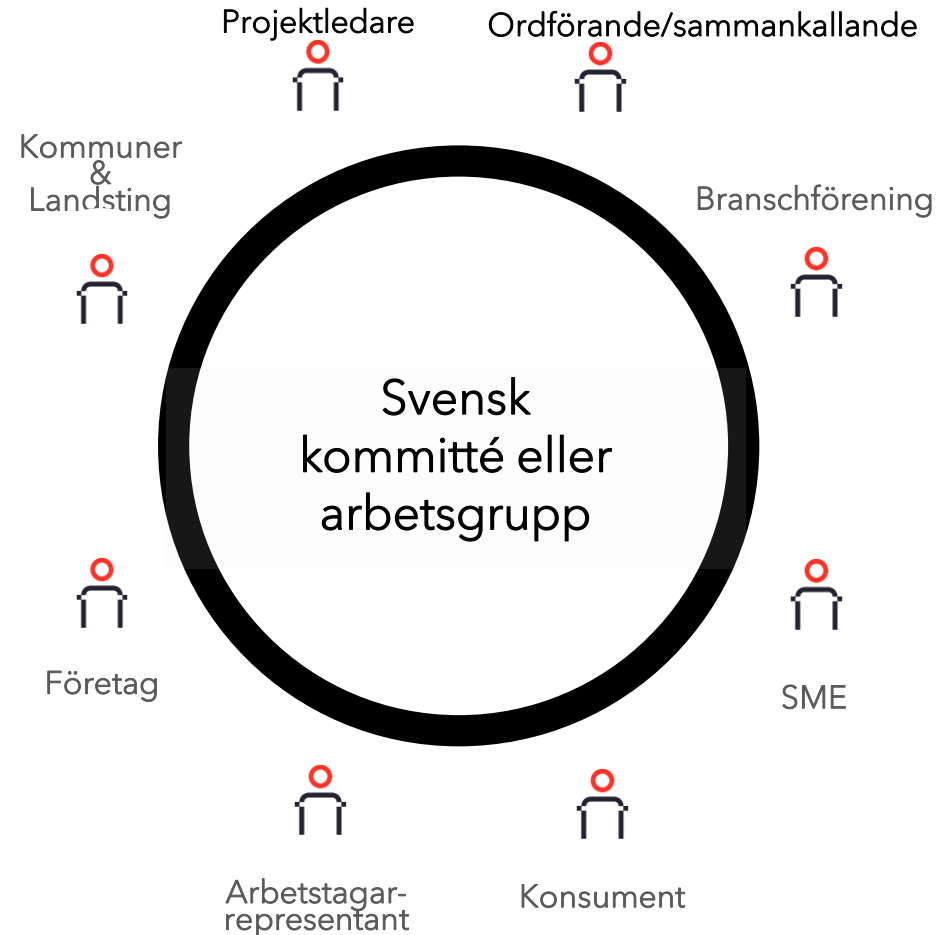 Projektledare
Ordförande/sammankallande
Kommuner
&
Landsting
Branschförening
Svensk
kommitté eller
arbetsgrupp
Företag
SME
Arbetstagar-
representant
Konsument